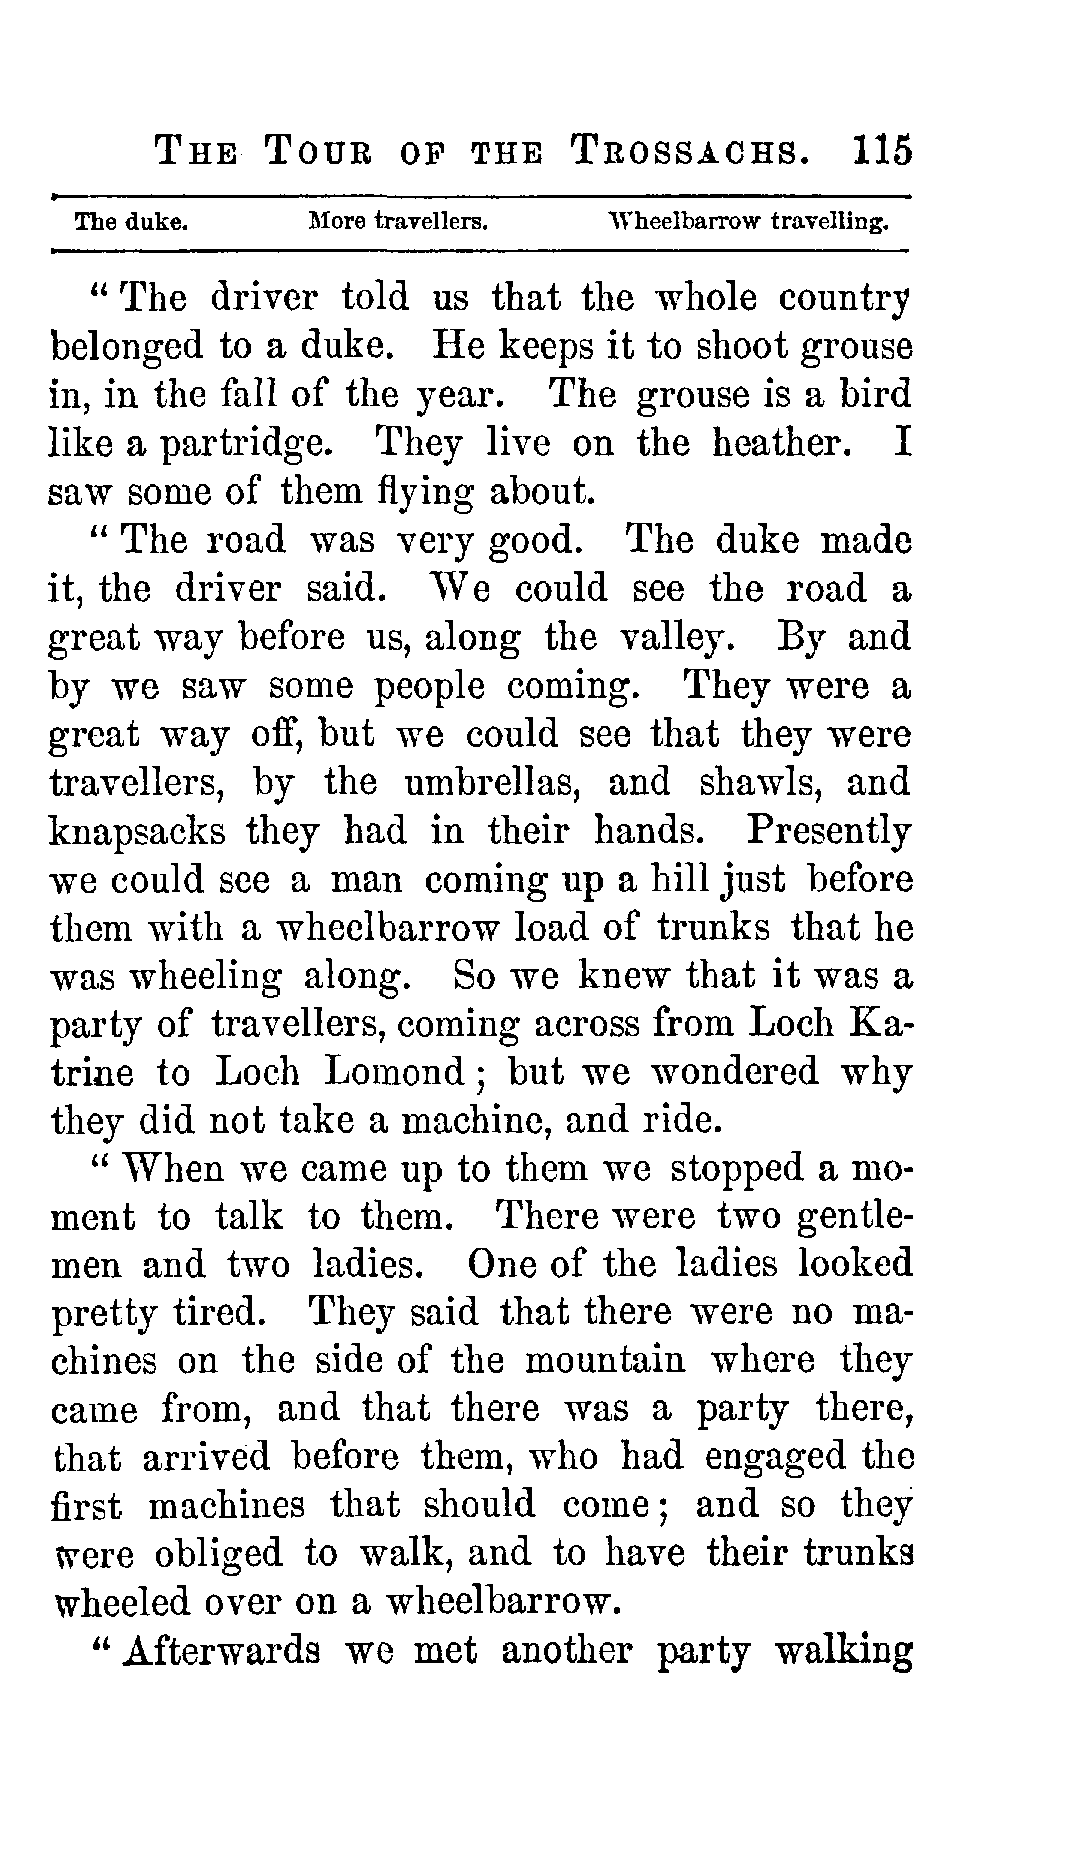 THE TOUR OF THE TROSSACHS. 115
The duke. More travellers. Wheelbarrow travelling.
“ The driver told us that the whole country
belonged to a duke. He keeps it to shoot grouse
in, in the fall of the year. The grouse is a bird
like a partridge. They live on the heather. I
saw some of them flying about.
“ The road was very good. The duke made
it, the driver said. We could see the road a
great way before us, along the valley. By and
by we saw some people coming. They were a
great way off, but we could see that they were
travellers, by the umbrellas, and shawls, and
knapsacks they had in their hands. Presently
we could see a man coming up a hill just before
them with a wheelbarrow load of trunks that he
was wheeling along. So we knew that it was a
party of travellers, coming across from Loch Ka-
trine to Loch Lomond ; but we wondered why
they did not take a machine, and ride.
“ When we came up to them we stopped a mo-
ment to talk to them. There were two gentle-
men and two ladies. One of the ladies looked
pretty tired. They said that there were no ma-
chines on the side of the mountain where they
came from, and that there was a party there,
that arrived before them, who had engaged the
first machines that should come ; and so they
were obliged to walk, and to have their trunks
wheeled over on a wheelbarrow.
“ Afterwards we met another party walking